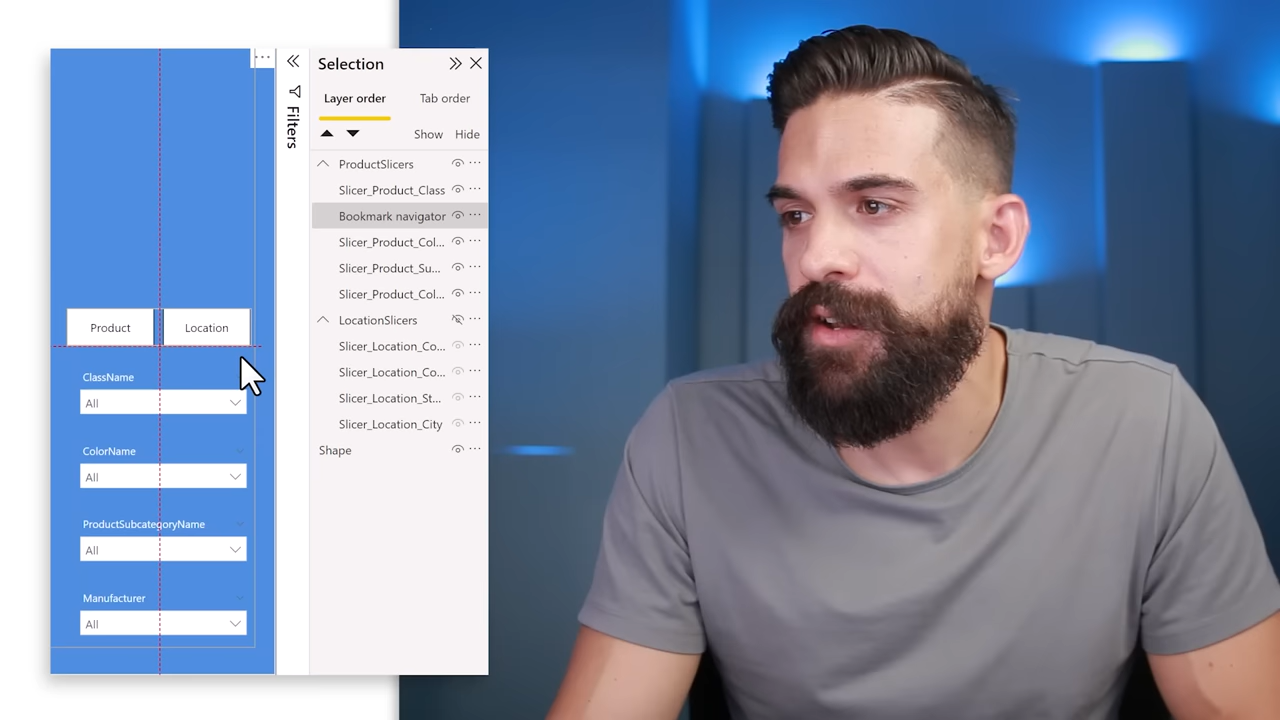 Product
Location
ClassName
All
ColorName
All
ProductSubcategoryName
All
Manufacturer
All
Filters
Selection
Layer order
Tab order
Show
Hide
ProductSlicers
Slicer_Product_Class
Bookmark navigator
Slicer_Product_Col...
Slicer_Product_Su...
Slicer_Product_Col...
LocationSlicers
Slicer_Location_Co...
Slicer_Location_Co...
Slicer_Location_St...
Slicer_Location_City
Shape